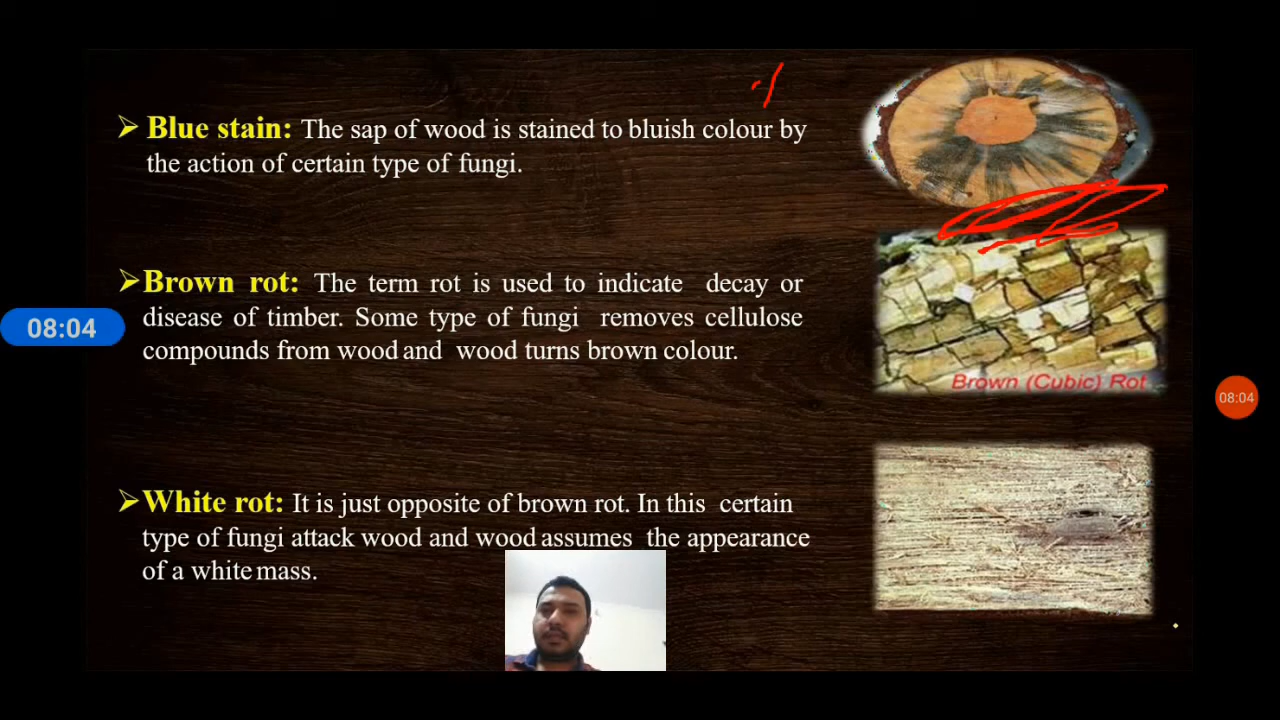 ➢ Blue stain: The sap of wood is stained to bluish colour by
the action of certain type of fungi.
➢ Brown rot: The term rot is used to indicate decay or
disease of timber. Some type of fungi removes cellulose
compounds from wood and wood turns brown colour.
Brown (Cubic) Rot
➢ White rot: It is just opposite of brown rot. In this certain
type of fungi attack wood and wood assumes the appearance
of a white mass.
08:04
08:04